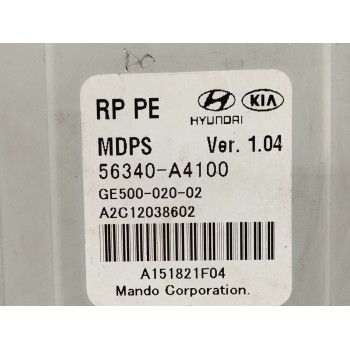 RP PE HYUNDAI KIA
MDPS Ver. 1.04
56340-A4100
GE500-020-02
A2C12038602
A151821F04
Mando Corporation.